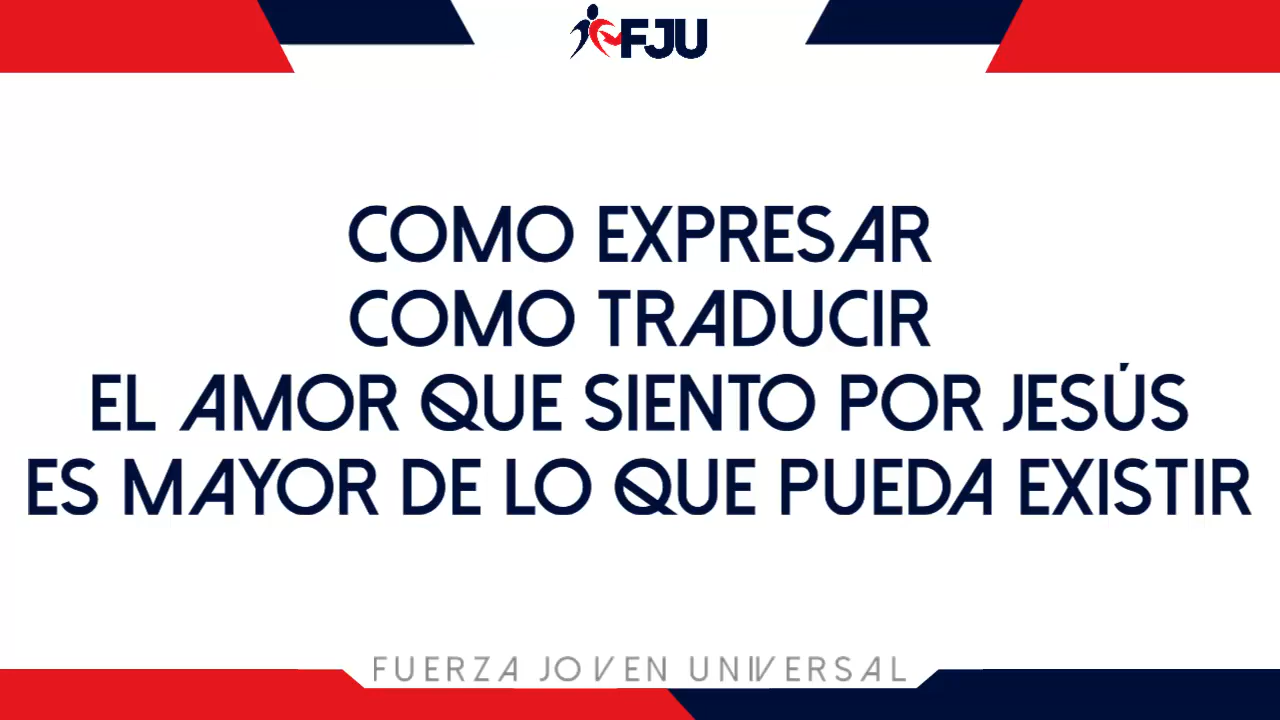 FJU
COMO EXPRESAR
COMO TRADUCIR
EL AMOR QUE SIENTO POR JESÚS
ES MAYOR DE LO QUE PUEDA EXISTIR
FUERZA JOVEN UNIVERSAL